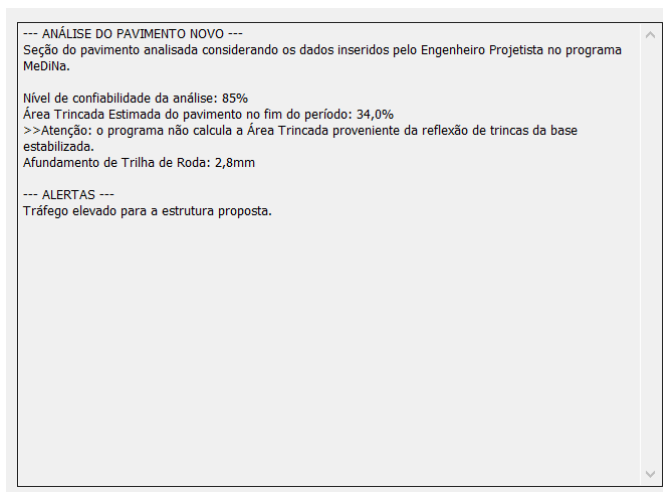 --- ANÁLISE DO PAVIMENTO NOVO ---
Seção do pavimento analisada considerando os dados inseridos pelo Engenheiro Projetista no programa
MeDiNa.
Nível de confiabilidade da análise: 85%
Área Trincada Estimada do pavimento no fim do período: 34,0%
>>Atenção: o programa não calcula a Área Trincada proveniente da reflexão de trincas da base
estabilizada.
Afundamento de Trilha de Roda: 2,8mm
--- ALERTAS ---
Tráfego elevado para a estrutura proposta.